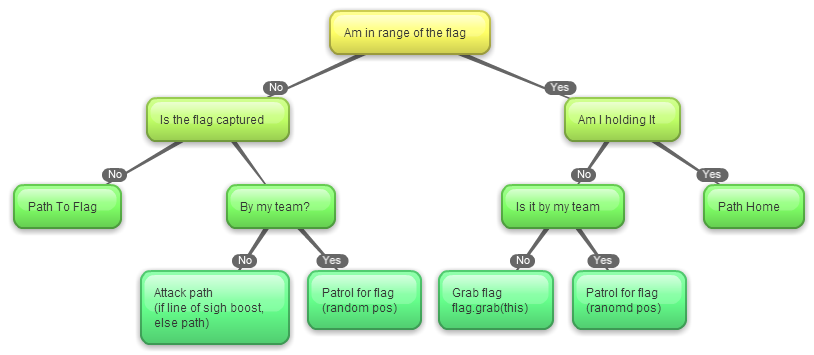 Am in range of the flag
No
Yes
Is the flag captured
Am I holding It
No
No
Yes
Path To Flag
By my team?
Is it by my team
Path Home
No
Yes
No
Yes
Attack path
(if line of sigh boost,
else path)
Patrol for flag
(random pos)
Grab flag
flag.grab(this)
Patrol for flag
(ranomd pos)